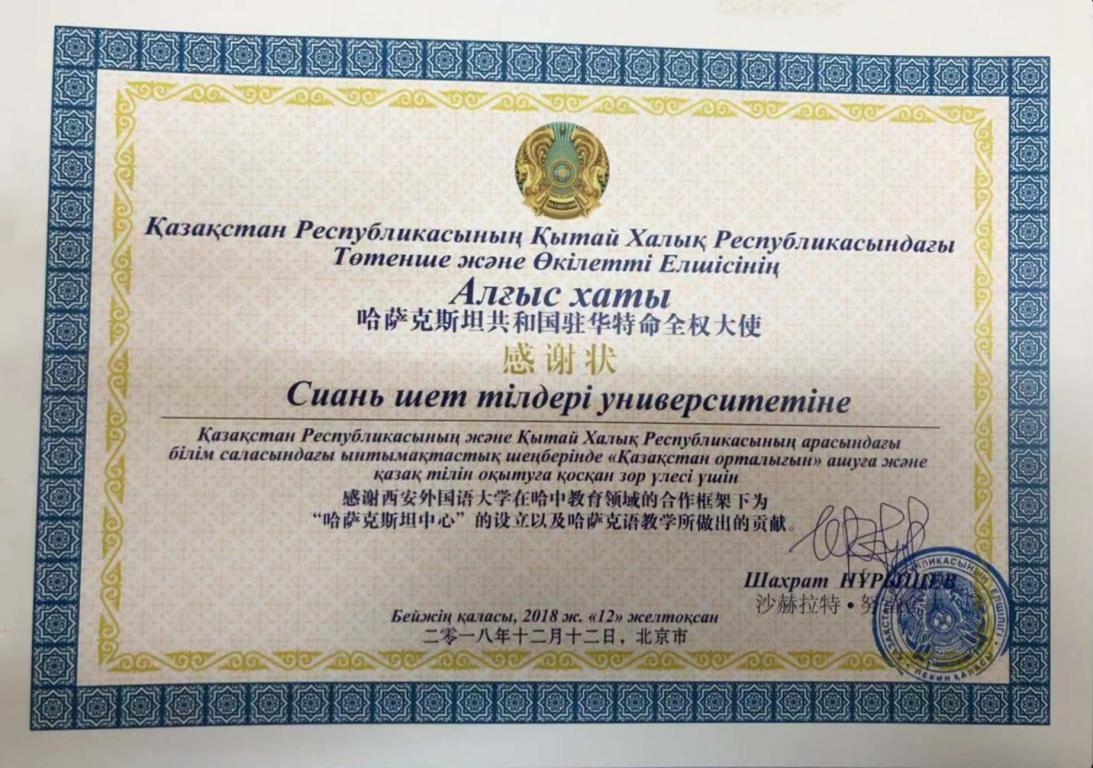 Қазақстан Республикасының Қытай Халық Республикасындағы
Төтенше және Өкілетті Елшісінің
Алғыс хаты
哈萨克斯坦共和国驻华特命全权大使
感谢状
Сиань шет тілдері университетіне
Қазақстан Республикасының және Қытай Халық Республикасының арасындағы
білім саласындағы ынтымақтастық шеңберінде «Қазақстан орталығын» ашуға және
қазақ тілін оқытуға қосқан зор үлесі үшін
感谢西安外国语大学在哈中教育领域的合作框架下为
“哈萨克斯坦中心”的设立以及哈萨克语教学所做出的贡献。
Шахрат НҰРЫШЕВ
沙赫拉特·努
Бейжің қаласы, 2018 ж. «12» желтоқсан
二零一八年十二月十二日，北京市